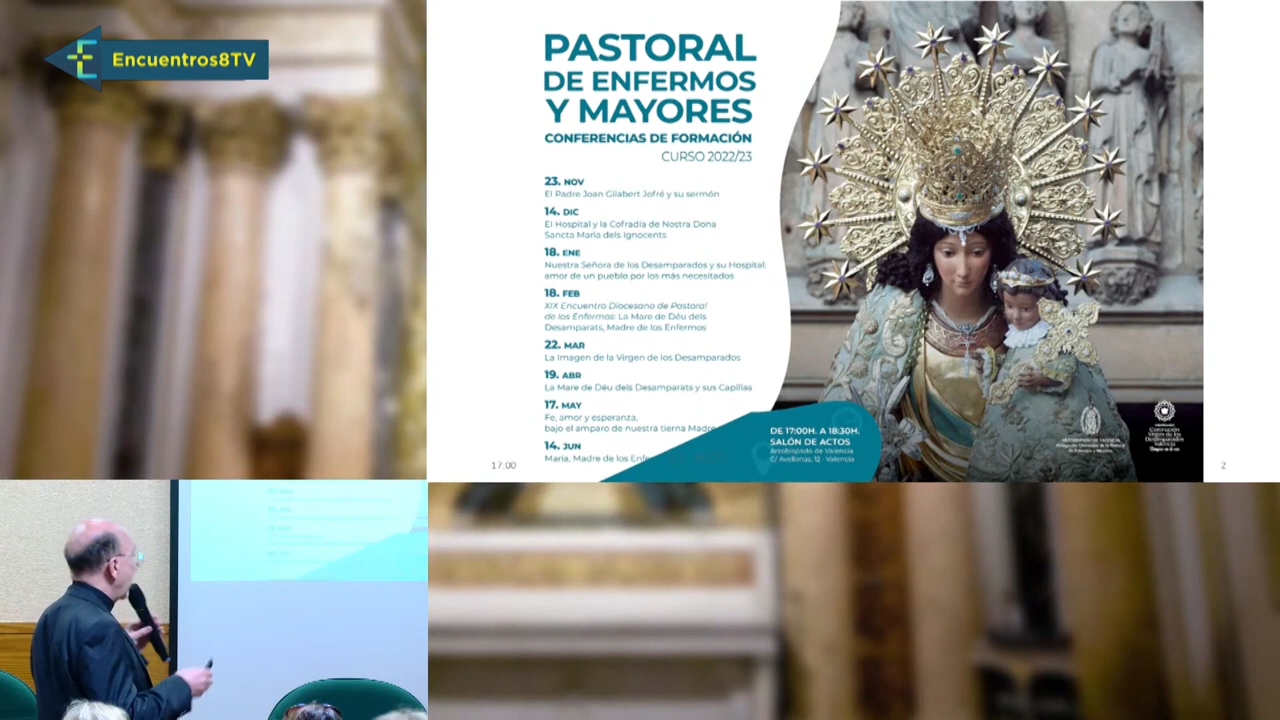 Encuentros8TV
PASTORAL
DE ENFERMOS
Y MAYORES
CONFERENCIAS DE FORMACIÓN
CURSO 2022/23
23. NOV
El Padre Joan Gilabert Jofré y su sermón
14. DIC
El Hospital y la Cofradía de Nostra Dona
Sancta María dels Ignocents
18. ENE
Nuestra Señora de los Desamparados y su Hospital:
amor de un pueblo por los más necesitados
18. FEB
XIX Encuentro Diocesano de Pastoral
de los Enfermos: La Mare de Déu dels
Desamparats, Madre de los Enfermos
22. MAR
La Imagen de la Virgen de los Desamparados
19. ABR
La Mare de Déu dels Desamparats y sus Capillas
17. MAY
Fe, amor y esperanza,
bajo el amparo de nuestra tierna Madre
14. JUN
María, Madre de los
DE 17:00H. A 18:30H.
SALÓN DE ACTOS
Arzobispado de Valencia
C/ Avellanas, 12 · Valencia
17:00
2